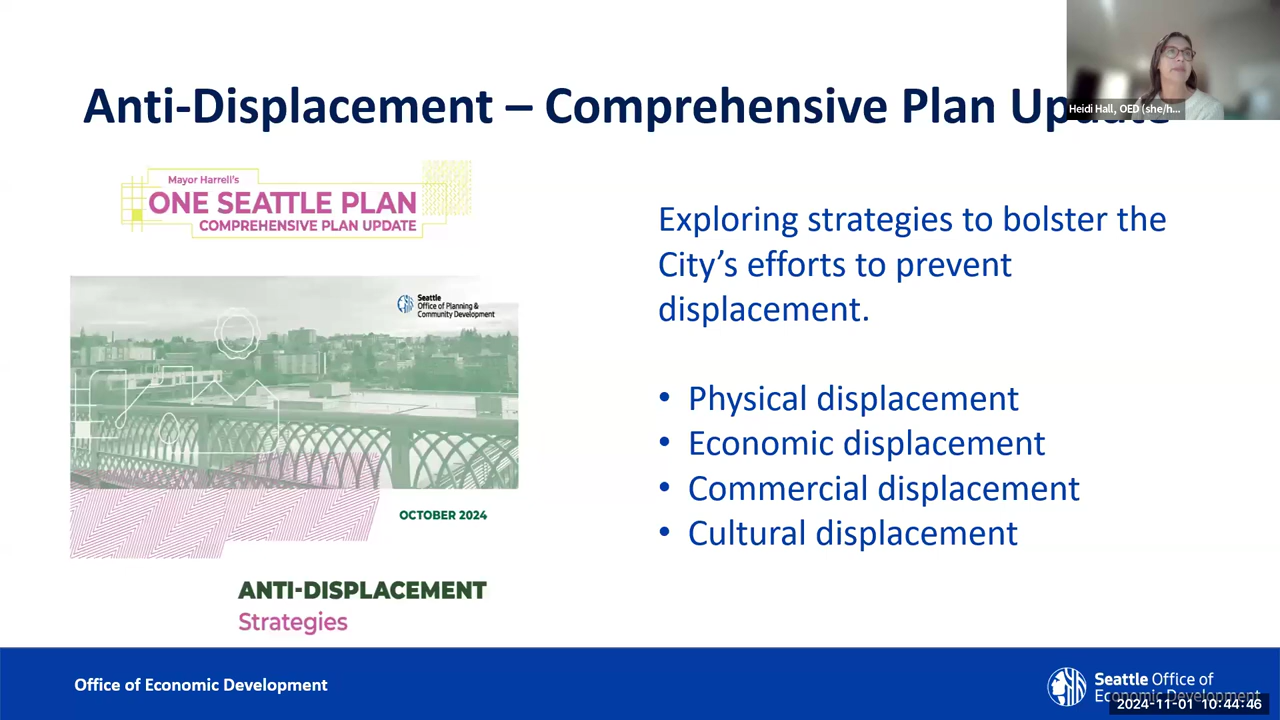 Anti-Displacement – Comprehensive Plan Update
Heidi Hall, OED (she/h...
Mayor Harrell's
ONE SEATTLE PLAN
COMPREHENSIVE PLAN UPDATE
Seattle
Office of Planning &
Community Development
OCTOBER 2024
ANTI-DISPLACEMENT
Strategies
Exploring strategies to bolster the
City's efforts to prevent
displacement.
• Physical displacement
• Economic displacement
• Commercial displacement
• Cultural displacement
Office of Economic Development
Seattle Office of
Economic Development
2024-11-01 10:44:46